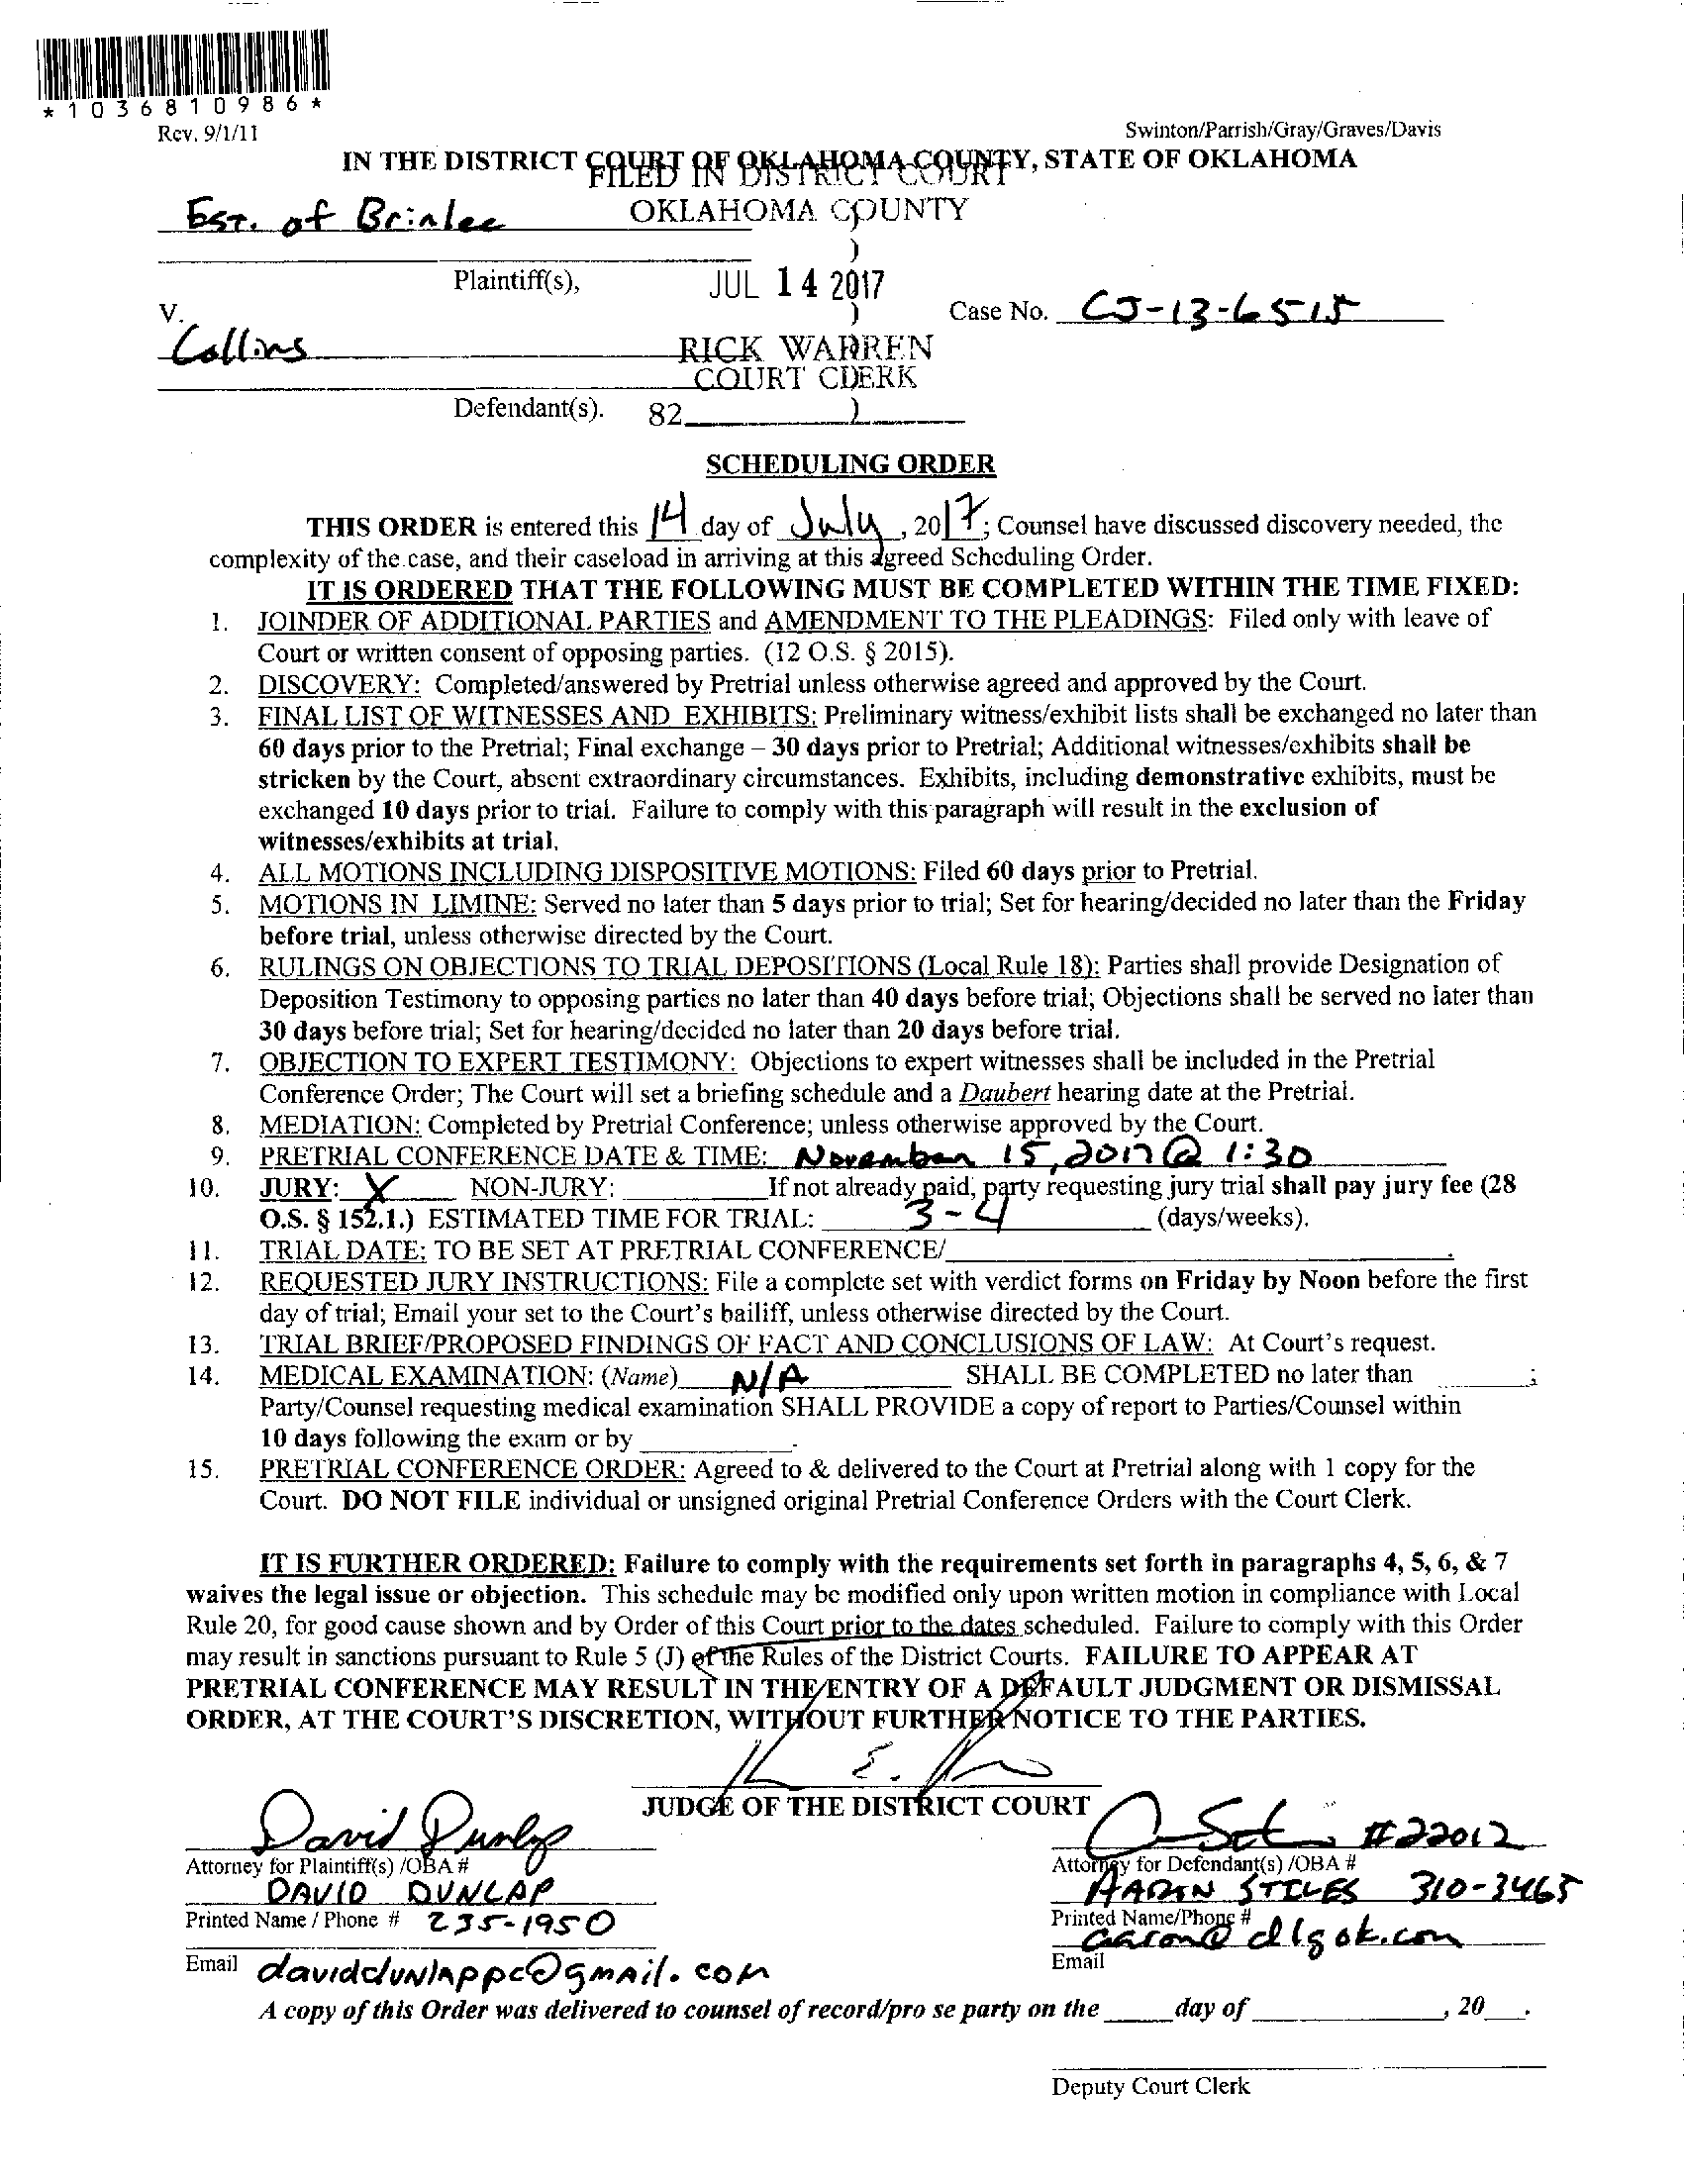 *1036810986*
Rev. 9/1/11
Swinton/Parrish/Gray/Graves/Davis
IN THE DISTRICT COURT OF OKLAHOMA COUNTY, STATE OF OKLAHOMA
FILED IN DISTRICT COURT
OKLAHOMA COUNTY
Est. of Brinlee
)
)
Plaintiff(s),
JUL 14 2017
v.
)
Case No. CJ-13-6515
Collins
RICK WARREN
COURT CLERK
Defendant(s).
82
)
SCHEDULING ORDER
THIS ORDER is entered this 14 day of July, 2017; Counsel have discussed discovery needed, the
complexity of the case, and their caseload in arriving at this agreed Scheduling Order.
IT IS ORDERED THAT THE FOLLOWING MUST BE COMPLETED WITHIN THE TIME FIXED:
1. JOINDER OF ADDITIONAL PARTIES and AMENDMENT TO THE PLEADINGS: Filed only with leave of
Court or written consent of opposing parties. (12 O.S. § 2015).
2. DISCOVERY: Completed/answered by Pretrial unless otherwise agreed and approved by the Court.
3. FINAL LIST OF WITNESSES AND EXHIBITS: Preliminary witness/exhibit lists shall be exchanged no later than
60 days prior to the Pretrial; Final exchange – 30 days prior to Pretrial; Additional witnesses/exhibits shall be
stricken by the Court, absent extraordinary circumstances. Exhibits, including demonstrative exhibits, must be
exchanged 10 days prior to trial. Failure to comply with this paragraph will result in the exclusion of
witnesses/exhibits at trial.
4. ALL MOTIONS INCLUDING DISPOSITIVE MOTIONS: Filed 60 days prior to Pretrial.
5. MOTIONS IN LIMINE: Served no later than 5 days prior to trial; Set for hearing/decided no later than the Friday
before trial, unless otherwise directed by the Court.
6. RULINGS ON OBJECTIONS TO TRIAL DEPOSITIONS (Local Rule 18): Parties shall provide Designation of
Deposition Testimony to opposing parties no later than 40 days before trial; Objections shall be served no later than
30 days before trial; Set for hearing/decided no later than 20 days before trial.
7. OBJECTION TO EXPERT TESTIMONY: Objections to expert witnesses shall be included in the Pretrial
Conference Order; The Court will set a briefing schedule and a Daubert hearing date at the Pretrial.
8. MEDIATION: Completed by Pretrial Conference; unless otherwise approved by the Court.
9. PRETRIAL CONFERENCE DATE & TIME: November 15, 2017 @ 1:30
10. JURY: X NON-JURY: If not already paid, party requesting jury trial shall pay jury fee (28
O.S. § 152.1.) ESTIMATED TIME FOR TRIAL: 3-4 (days/weeks).
11. TRIAL DATE: TO BE SET AT PRETRIAL CONFERENCE/ .
12. REQUESTED JURY INSTRUCTIONS: File a complete set with verdict forms on Friday by Noon before the first
day of trial; Email your set to the Court's bailiff, unless otherwise directed by the Court.
13. TRIAL BRIEF/PROPOSED FINDINGS OF FACT AND CONCLUSIONS OF LAW: At Court's request.
14. MEDICAL EXAMINATION: (Name) N/A SHALL BE COMPLETED no later than ;
Party/Counsel requesting medical examination SHALL PROVIDE a copy of report to Parties/Counsel within
10 days following the exam or by .
15. PRETRIAL CONFERENCE ORDER: Agreed to & delivered to the Court at Pretrial along with 1 copy for the
Court. DO NOT FILE individual or unsigned original Pretrial Conference Orders with the Court Clerk.
IT IS FURTHER ORDERED: Failure to comply with the requirements set forth in paragraphs 4, 5, 6, & 7
waives the legal issue or objection. This schedule may be modified only upon written motion in compliance with Local
Rule 20, for good cause shown and by Order of this Court prior to the dates scheduled. Failure to comply with this Order
may result in sanctions pursuant to Rule 5 (J) of the Rules of the District Courts. FAILURE TO APPEAR AT
PRETRIAL CONFERENCE MAY RESULT IN THE ENTRY OF A DEFAULT JUDGMENT OR DISMISSAL
ORDER, AT THE COURT'S DISCRETION, WITHOUT FURTHER NOTICE TO THE PARTIES.
JUDGE OF THE DISTRICT COURT
David Dunlap
#22012
Attorney for Plaintiff(s) /OBA #
Attorney for Defendant(s) /OBA #
DAVID DUNLAP
AARON STILES 310-3465
Printed Name / Phone # 235-1950
Printed Name/Phone #
aaron@dlgok.com
Email daviddunlappc@gmail.com
Email
A copy of this Order was delivered to counsel of record/pro se party on the day of , 20 .
Deputy Court Clerk